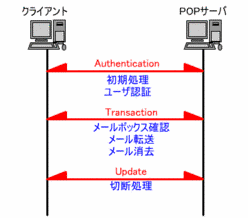 クライアント
POPサーバ
Authentication
初期処理
ユーザ認証
Transaction
メールボックス確認
メール転送
メール消去
Update
切断処理